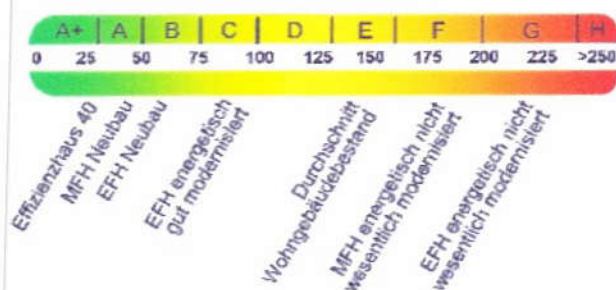 A+ A B C D E F G H
0 25 50 75 100 125 150 175 200 225 >250
Effizienzhaus 40
MFH Neubau
EFH Neubau
EFH energetisch
gut modernisiert
Durchschnitt
Wohngebäudebestand
MFH energetisch nicht
wesentlich modernisiert
EFH energetisch nicht
wesentlich modernisiert